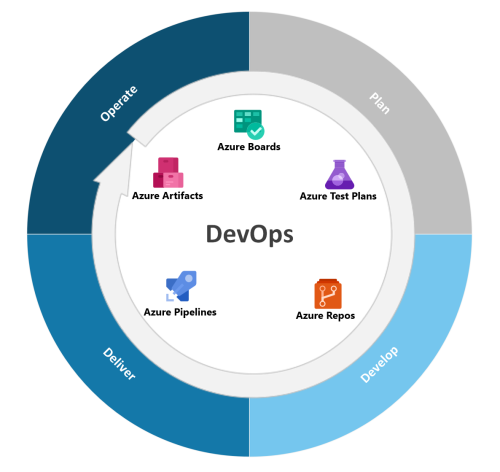 Operate
Plan
Azure Boards
Azure Artifacts
Azure Test Plans
DevOps
Azure Pipelines
Azure Repos
Deliver
Develop